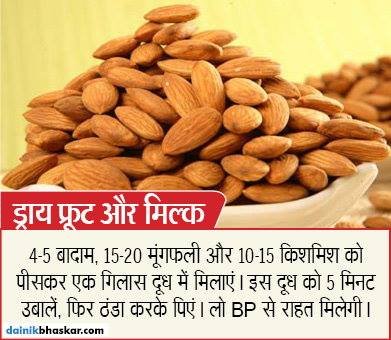 ड्राय फ्रूट और मिल्क
4-5 बादाम, 15-20 मूंगफली और 10-15 किशमिश को
पीसकर एक गिलास दूध में मिलाएं। इस दूध को 5 मिनट
उबालें, फिर ठंडा करके पिएं। लो BP से राहत मिलेगी।
dainikbhaskar.com